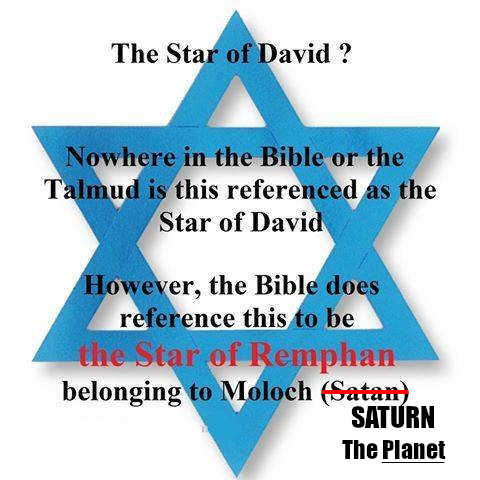 The Star of David ?
Nowhere in the Bible or the
Talmud is this referenced as the
Star of David
However, the Bible does
reference this to be
the Star of Remphan
belonging to Moloch (Satan)
SATURN
The Planet